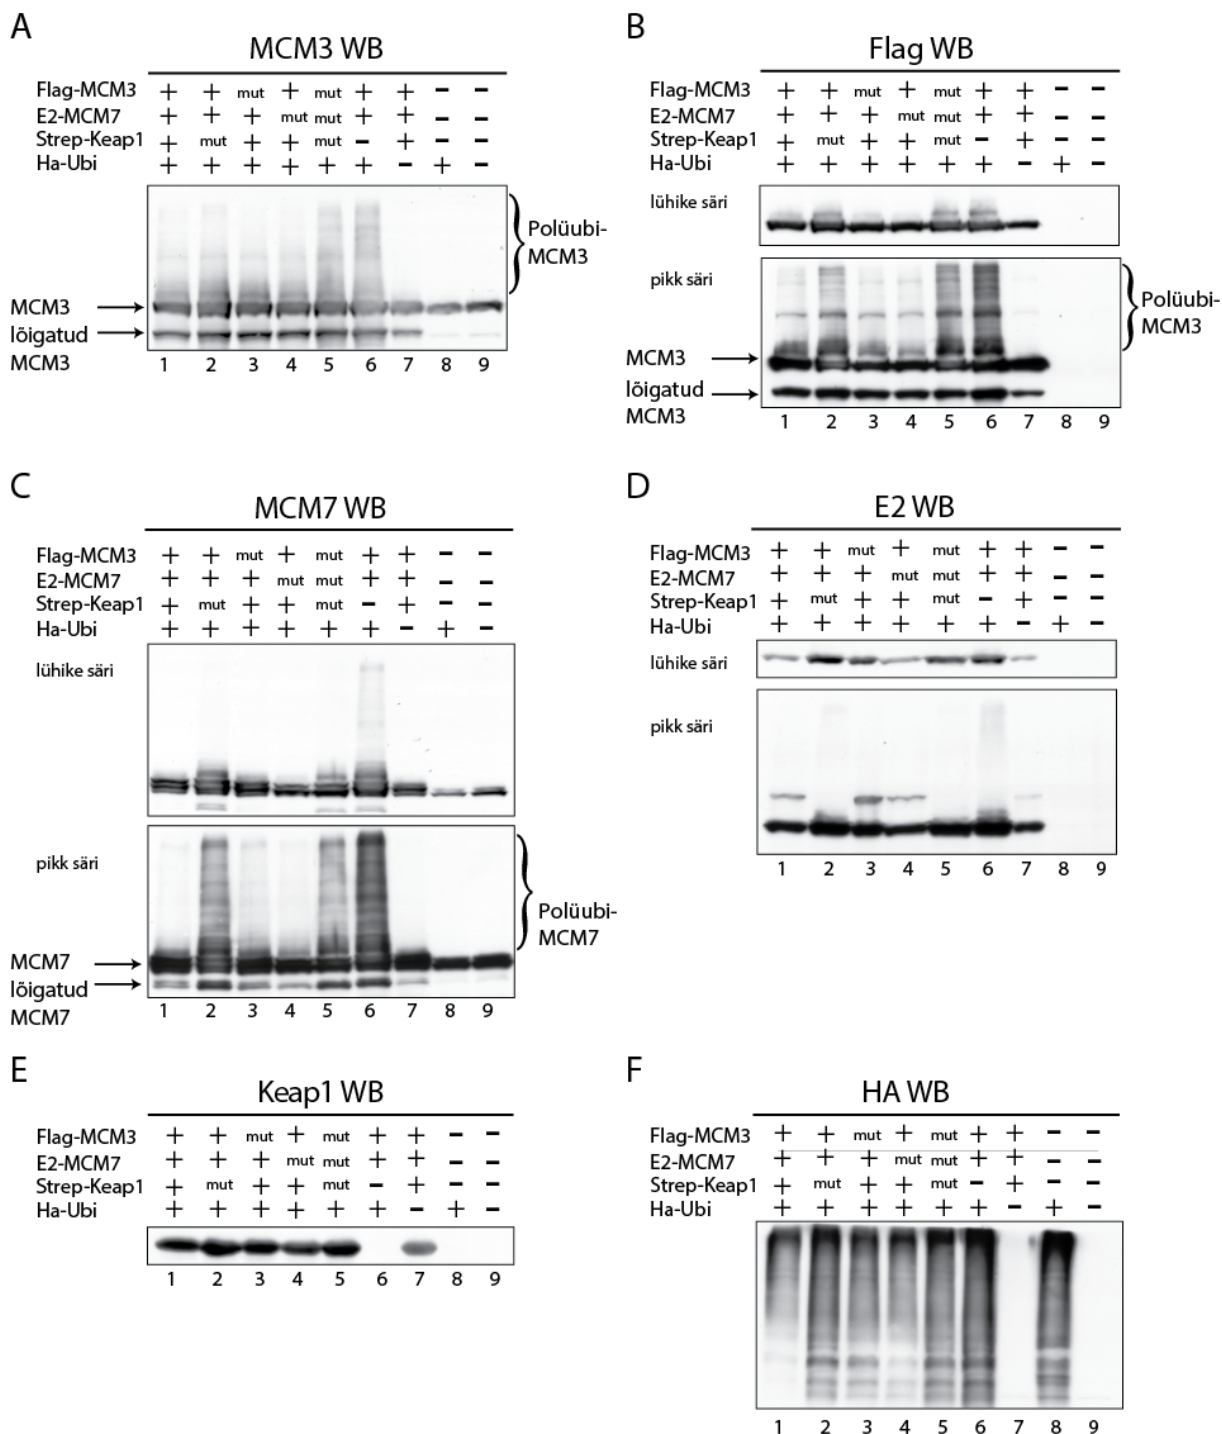 A
MCM3 WB
Flag-MCM3 + + mut + mut + + - -
E2-MCM7 + + + mut mut + + - -
Strep-Keap1 + mut + + mut - + - -
Ha-Ubi + + + + + + - + -
Polüubi-
MCM3
MCM3
lõigatud
MCM3
1 2 3 4 5 6 7 8 9
B
Flag WB
Flag-MCM3 + + mut + mut + + - -
E2-MCM7 + + + mut mut + + - -
Strep-Keap1 + mut + + mut - + - -
Ha-Ubi + + + + + + - + -
lühike säri
pikk säri
Polüubi-
MCM3
MCM3
lõigatud
MCM3
1 2 3 4 5 6 7 8 9
C
MCM7 WB
Flag-MCM3 + + mut + mut + + - -
E2-MCM7 + + + mut mut + + - -
Strep-Keap1 + mut + + mut - + - -
Ha-Ubi + + + + + + - + -
lühike säri
pikk säri
Polüubi-
MCM7
MCM7
lõigatud
MCM7
1 2 3 4 5 6 7 8 9
D
E2 WB
Flag-MCM3 + + mut + mut + + - -
E2-MCM7 + + + mut mut + + - -
Strep-Keap1 + mut + + mut - + - -
Ha-Ubi + + + + + + - + -
lühike säri
pikk säri
1 2 3 4 5 6 7 8 9
E
Keap1 WB
Flag-MCM3 + + mut + mut + + - -
E2-MCM7 + + + mut mut + + - -
Strep-Keap1 + mut + + mut - + - -
Ha-Ubi + + + + + + - + -
1 2 3 4 5 6 7 8 9
F
HA WB
Flag-MCM3 + + mut + mut + + - -
E2-MCM7 + + + mut mut + + - -
Strep-Keap1 + mut + + mut - + - -
Ha-Ubi + + + + + + - + -
1 2 3 4 5 6 7 8 9